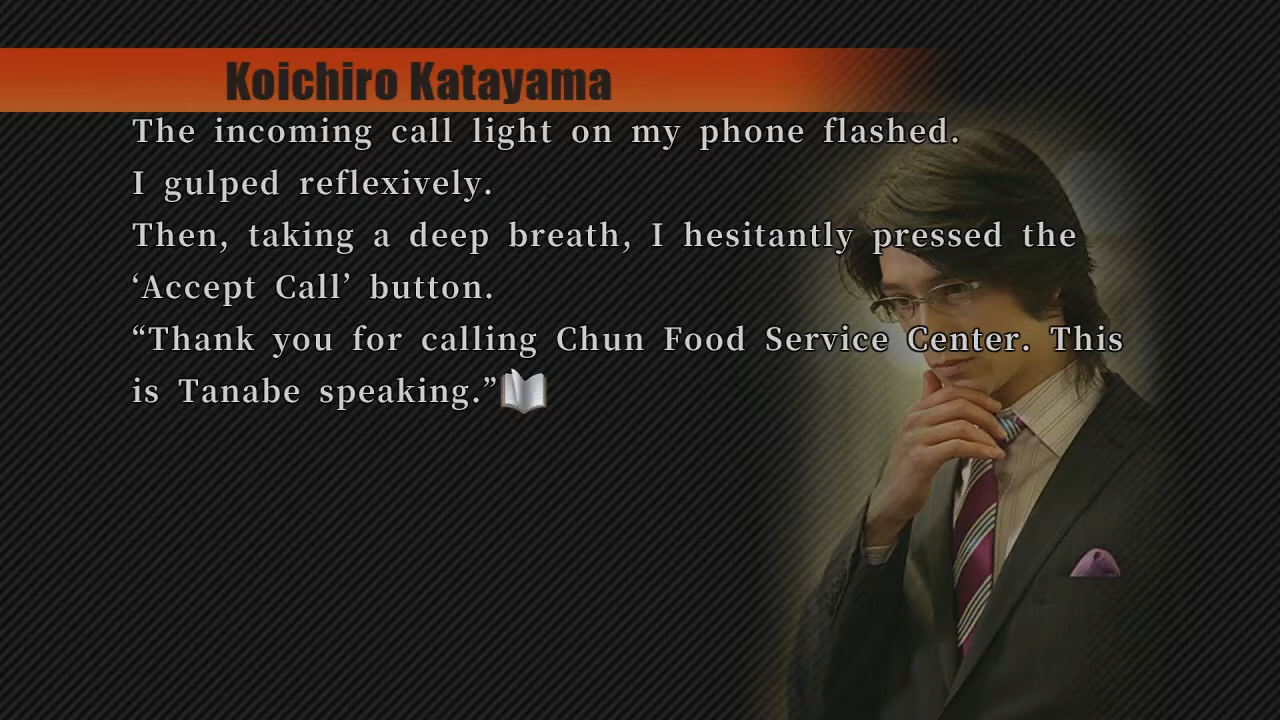 Koichiro Katayama
The incoming call light on my phone flashed.
I gulped reflexively.
Then, taking a deep breath, I hesitantly pressed the
‘Accept Call’ button.
“Thank you for calling Chun Food Service Center. This
is Tanabe speaking.”